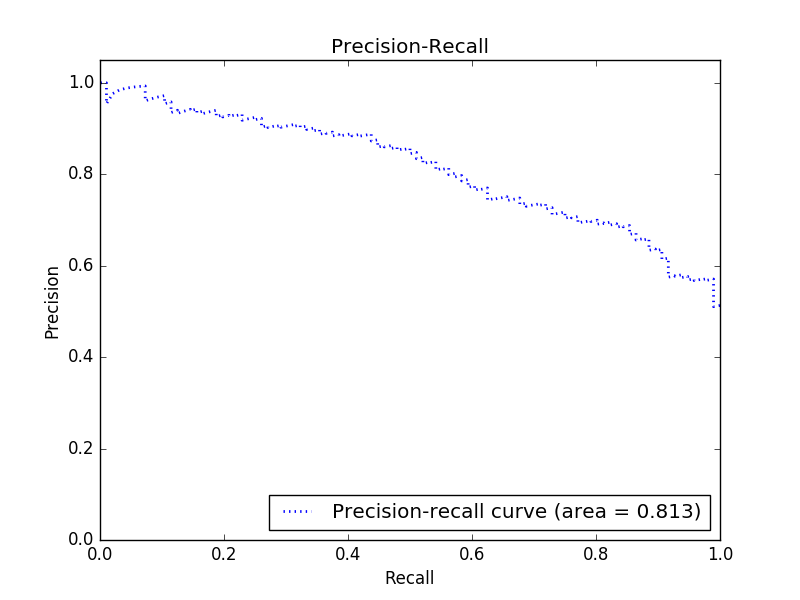 Precision-Recall
1.0
0.8
0.6
0.4
0.2
0.0
Precision
Precision-recall curve (area = 0.813)
0.0 0.2 0.4 0.6 0.8 1.0
Recall